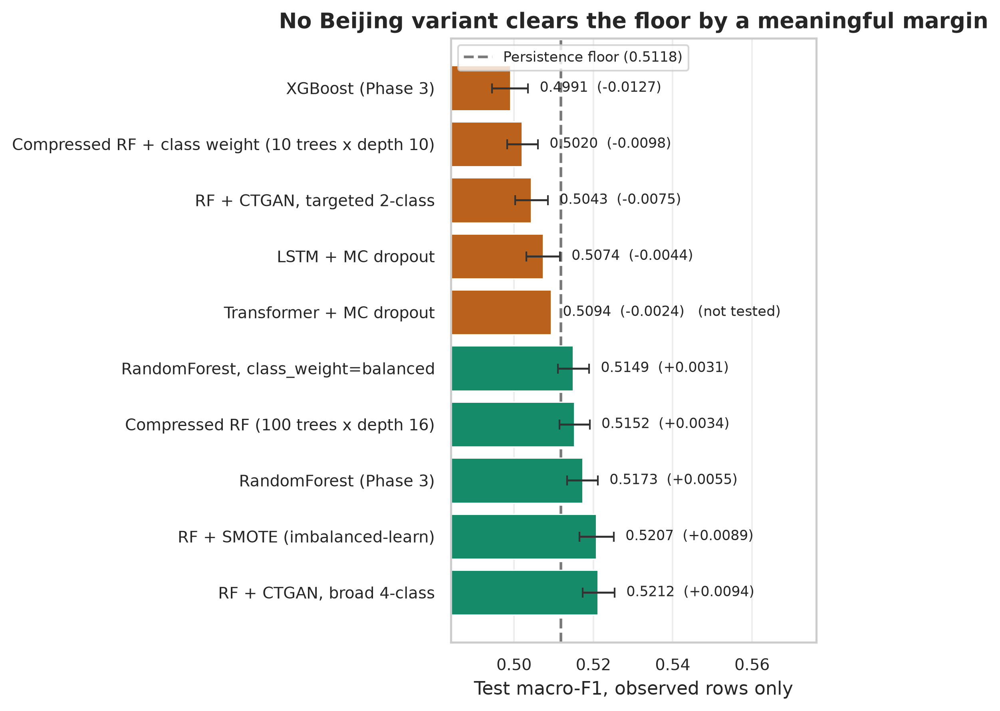 No Beijing variant clears the floor by a meaningful margin
Persistence floor (0.5118)
XGBoost (Phase 3) 0.4991 (-0.0127)
Compressed RF + class weight (10 trees x depth 10) 0.5020 (-0.0098)
RF + CTGAN, targeted 2-class 0.5043 (-0.0075)
LSTM + MC dropout 0.5074 (-0.0044)
Transformer + MC dropout 0.5094 (-0.0024) (not tested)
RandomForest, class_weight=balanced 0.5149 (+0.0031)
Compressed RF (100 trees x depth 16) 0.5152 (+0.0034)
RandomForest (Phase 3) 0.5173 (+0.0055)
RF + SMOTE (imbalanced-learn) 0.5207 (+0.0089)
RF + CTGAN, broad 4-class 0.5212 (+0.0094)
0.50 0.52 0.54 0.56
Test macro-F1, observed rows only